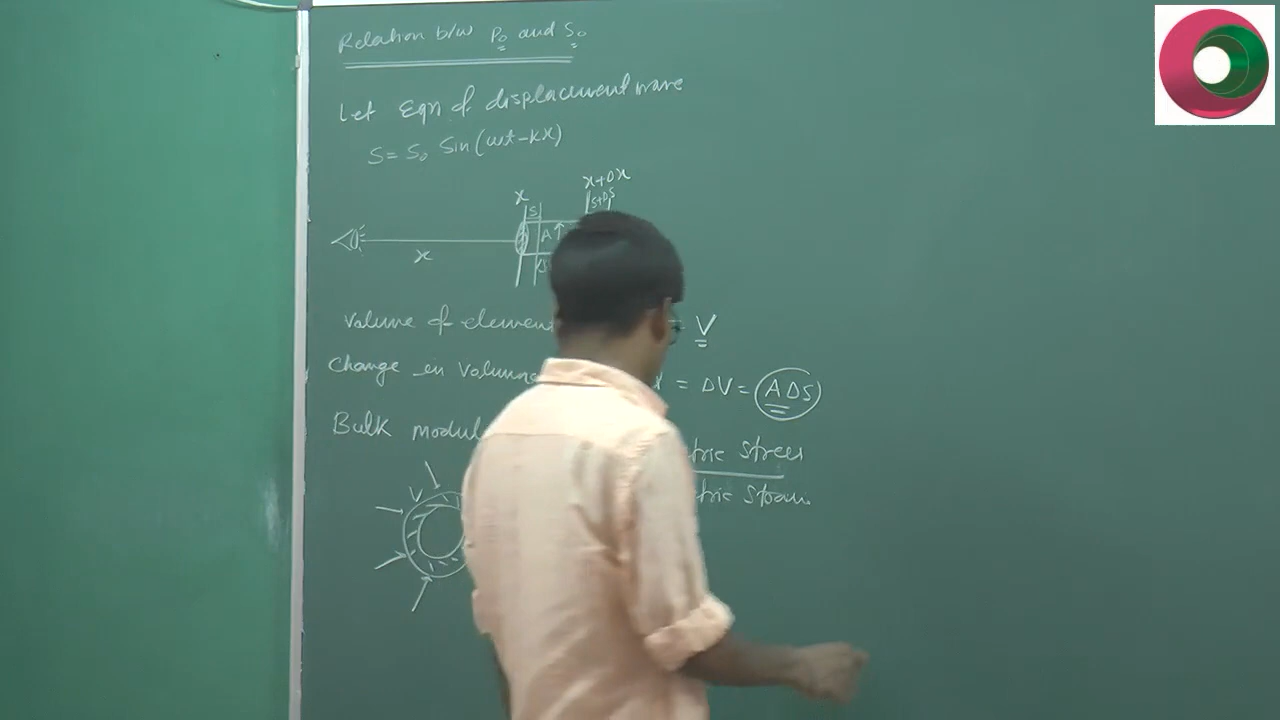 Relation b/w P₀ and S₀
Let Eqn of displacement wave
S = S₀ Sin(ωt-kx)
x x+Δx
S S+ΔS
A
x
Volume of elemen = V
Change in Volume = ΔV = AΔS
Bulk modul tric stress
tric strain
V